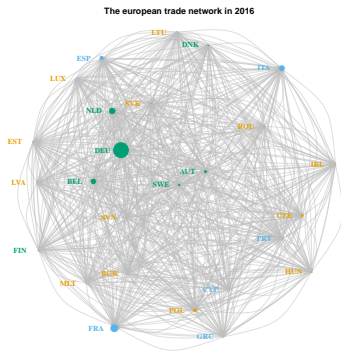 The european trade network in 2016
LTU
DNK
ESP
ITA
LUX
SVK
NLD
ROU
EST
DEU
IRL
AUT
LVA
BEL
SWE
CZE
SVN
PRT
FIN
BGR
HUN
MLT
CYP
POL
FRA
GRC